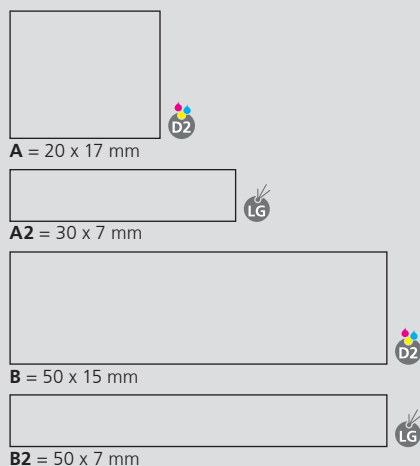 D2
A = 20 x 17 mm
LG
A2 = 30 x 7 mm
D2
B = 50 x 15 mm
LG
B2 = 50 x 7 mm